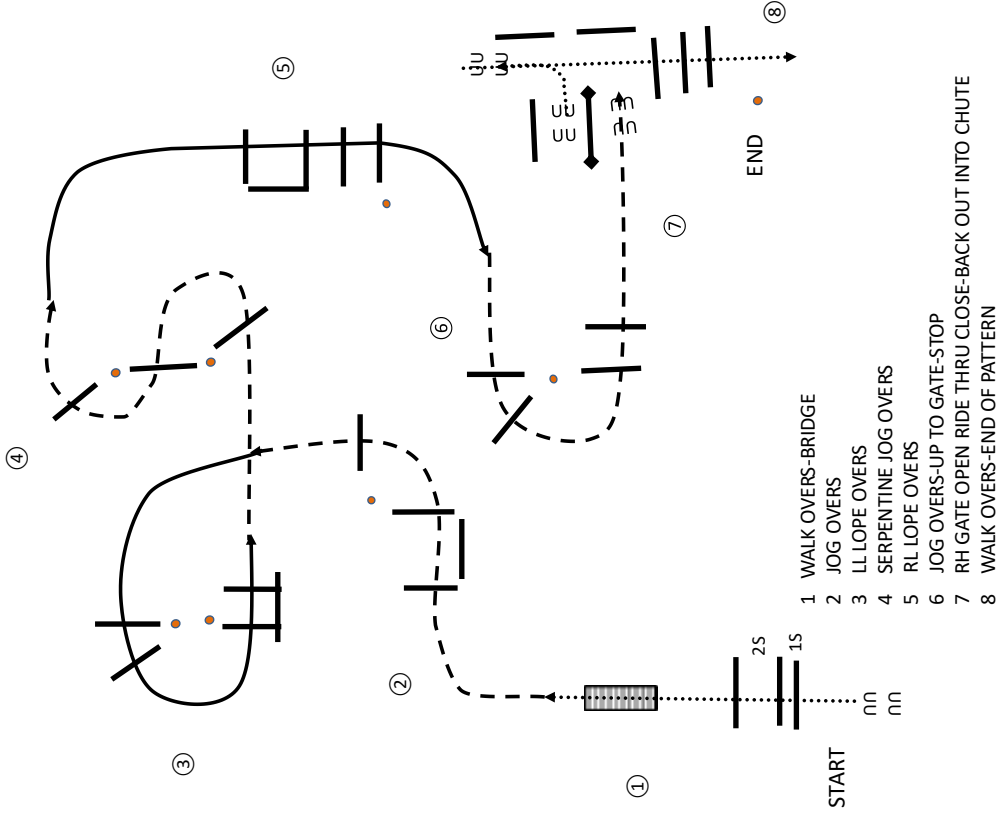 1 WALK OVERS-BRIDGE
2 JOG OVERS
3 LL LOPE OVERS
4 SERPENTINE JOG OVERS
5 RL LOPE OVERS
6 JOG OVERS-UP TO GATE-STOP
7 RH GATE OPEN RIDE THRU CLOSE-BACK OUT INTO CHUTE
8 WALK OVERS-END OF PATTERN
START
1S
2S
①
②
③
④
⑤
⑥
⑦
⑧
END